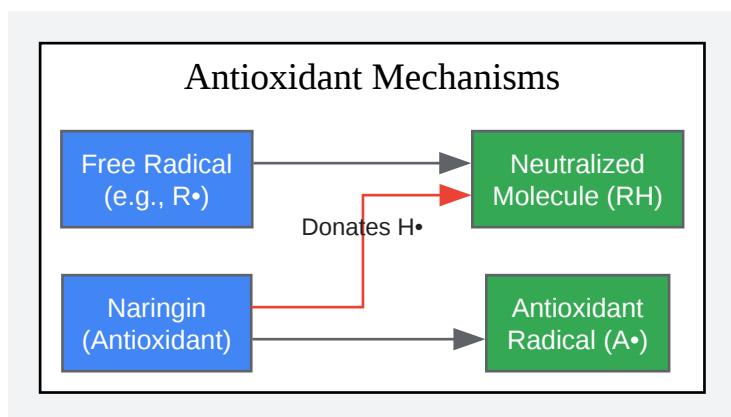 Antioxidant Mechanisms
Free Radical
(e.g., R•)
Neutralized
Molecule (RH)
Donates H•
Naringin
(Antioxidant)
Antioxidant
Radical (A•)